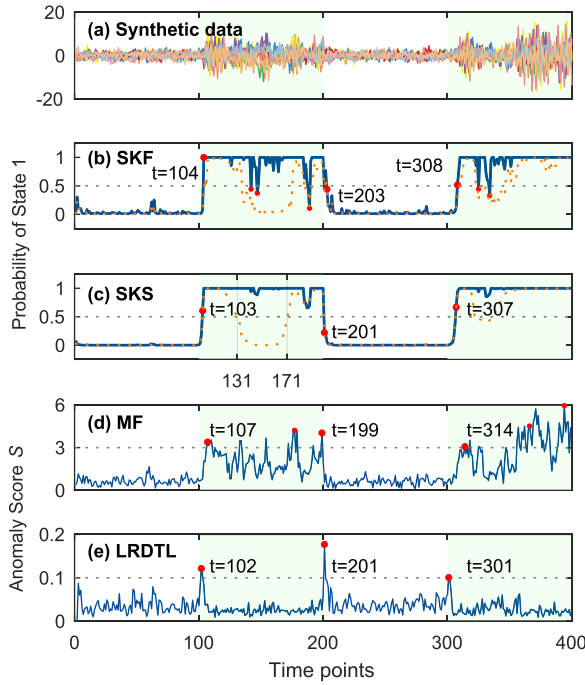 20
(a) Synthetic data
0
-20
(b) SKF
1
t=104
t=308
0.5
t=203
0
Probability of State 1
(c) SKS
1
t=103
t=307
0.5
t=201
0
131
171
6
(d) MF
t=107
t=199
t=314
3
0
Anomaly Score S
0.2
(e) LRDTL
t=102
t=201
t=301
0.1
0
0
100
200
300
400
Time points